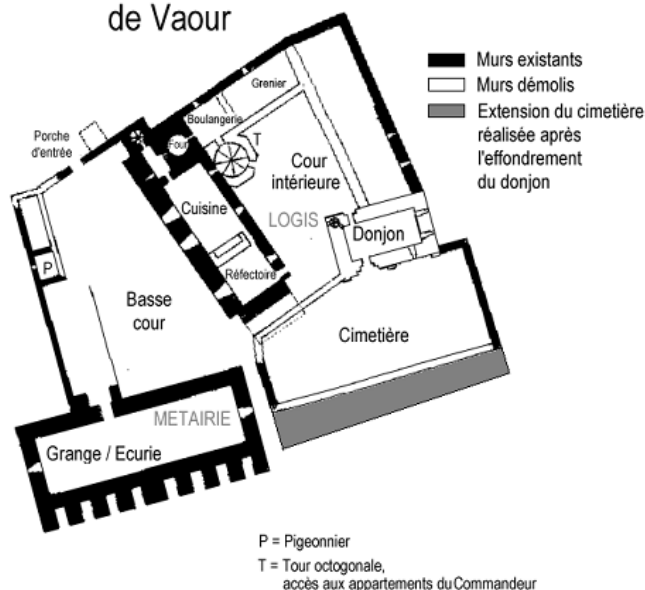 de Vaour
Murs existants
Murs démolis
Extension du cimetière
réalisée après
l'effondrement
du donjon
Grenier
Boulangerie
Porche
d'entrée
Four
T
Cour
intérieure
Cuisine
LOGIS
Donjon
P
Réfectoire
Basse
cour
Cimetière
METAIRIE
Grange / Ecurie
P = Pigeonnier
T = Tour octogonale,
accès aux appartements du Commandeur